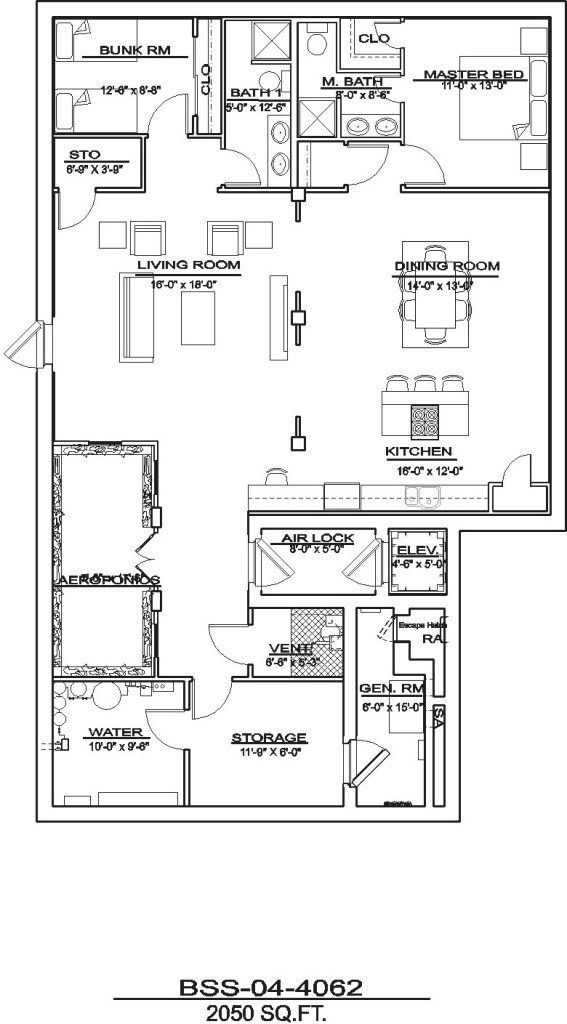 BUNK RM
12'-6" x 8'-8"
CLO
BATH 1
5'-0" x 12'-6"
CLO
M. BATH
8'-0" x 8'-6"
MASTER BED
11'-0" x 13'-0"
STO
6'-9" X 3'-9"
LIVING ROOM
16'-0" x 18'-0"
DINING ROOM
14'-0" x 13'-0"
KITCHEN
16'-0" x 12'-0"
AIR LOCK
8'-0" x 5'-0"
ELEV.
4'-6" x 5'-0"
AEROPONICS
Escape Hatch
RA
VENT.
6'-6" x 5'-3"
GEN. RM
6'-0" x 15'-0"
SA
WATER
10'-0" x 9'-6"
STORAGE
11'-9" X 6'-0"
BSS-04-4062
2050 SQ.FT.